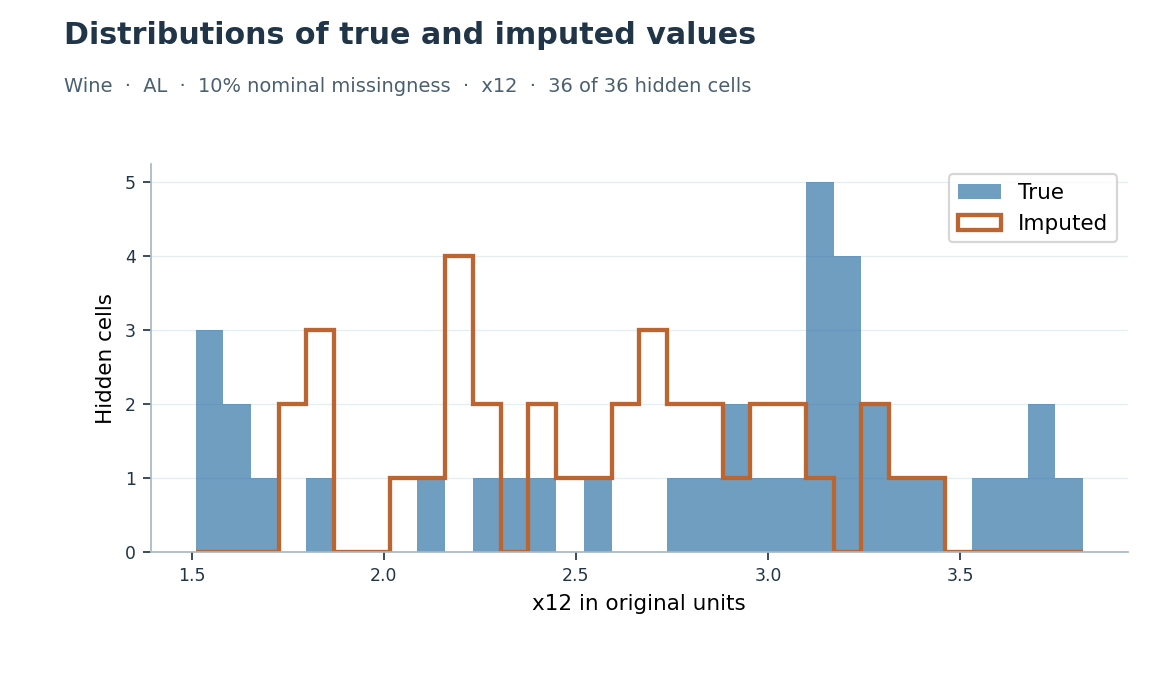 Distributions of true and imputed values
Wine · AL · 10% nominal missingness · x12 · 36 of 36 hidden cells
5
4
3
2
1
0
Hidden cells
True
Imputed
1.5 2.0 2.5 3.0 3.5
x12 in original units